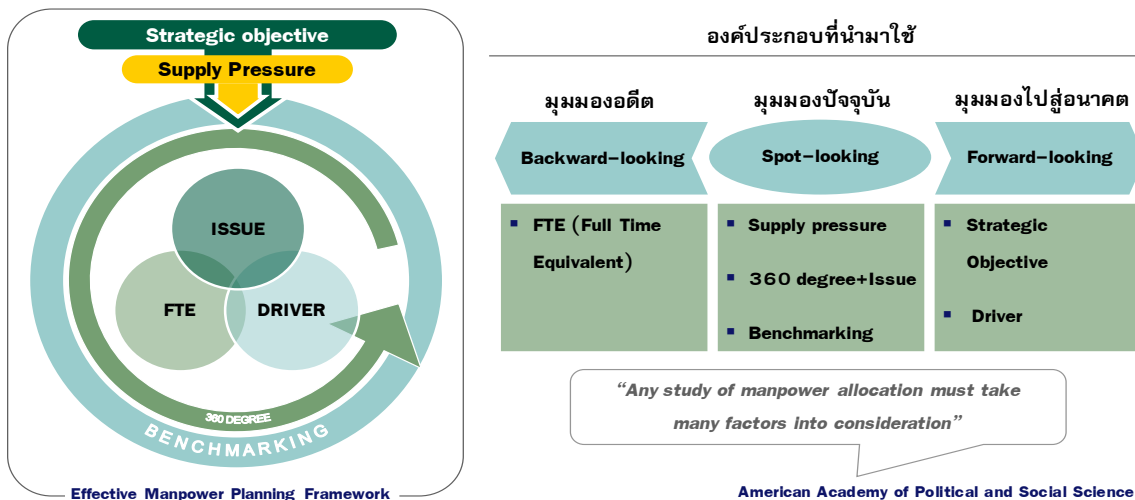 Strategic objective
Supply Pressure
ISSUE
FTE
DRIVER
360 DEGREE
BENCHMARKING
Effective Manpower Planning Framework
องค์ประกอบที่นำมาใช้
มุมมองอดีต
มุมมองปัจจุบัน
มุมมองไปสู่อนาคต
Backward-looking
Spot-looking
Forward-looking
▪ FTE (Full Time
Equivalent)
▪ Supply pressure
▪ 360 degree+Issue
▪ Benchmarking
▪ Strategic
Objective
▪ Driver
“Any study of manpower allocation must take
many factors into consideration”
American Academy of Political and Social Science